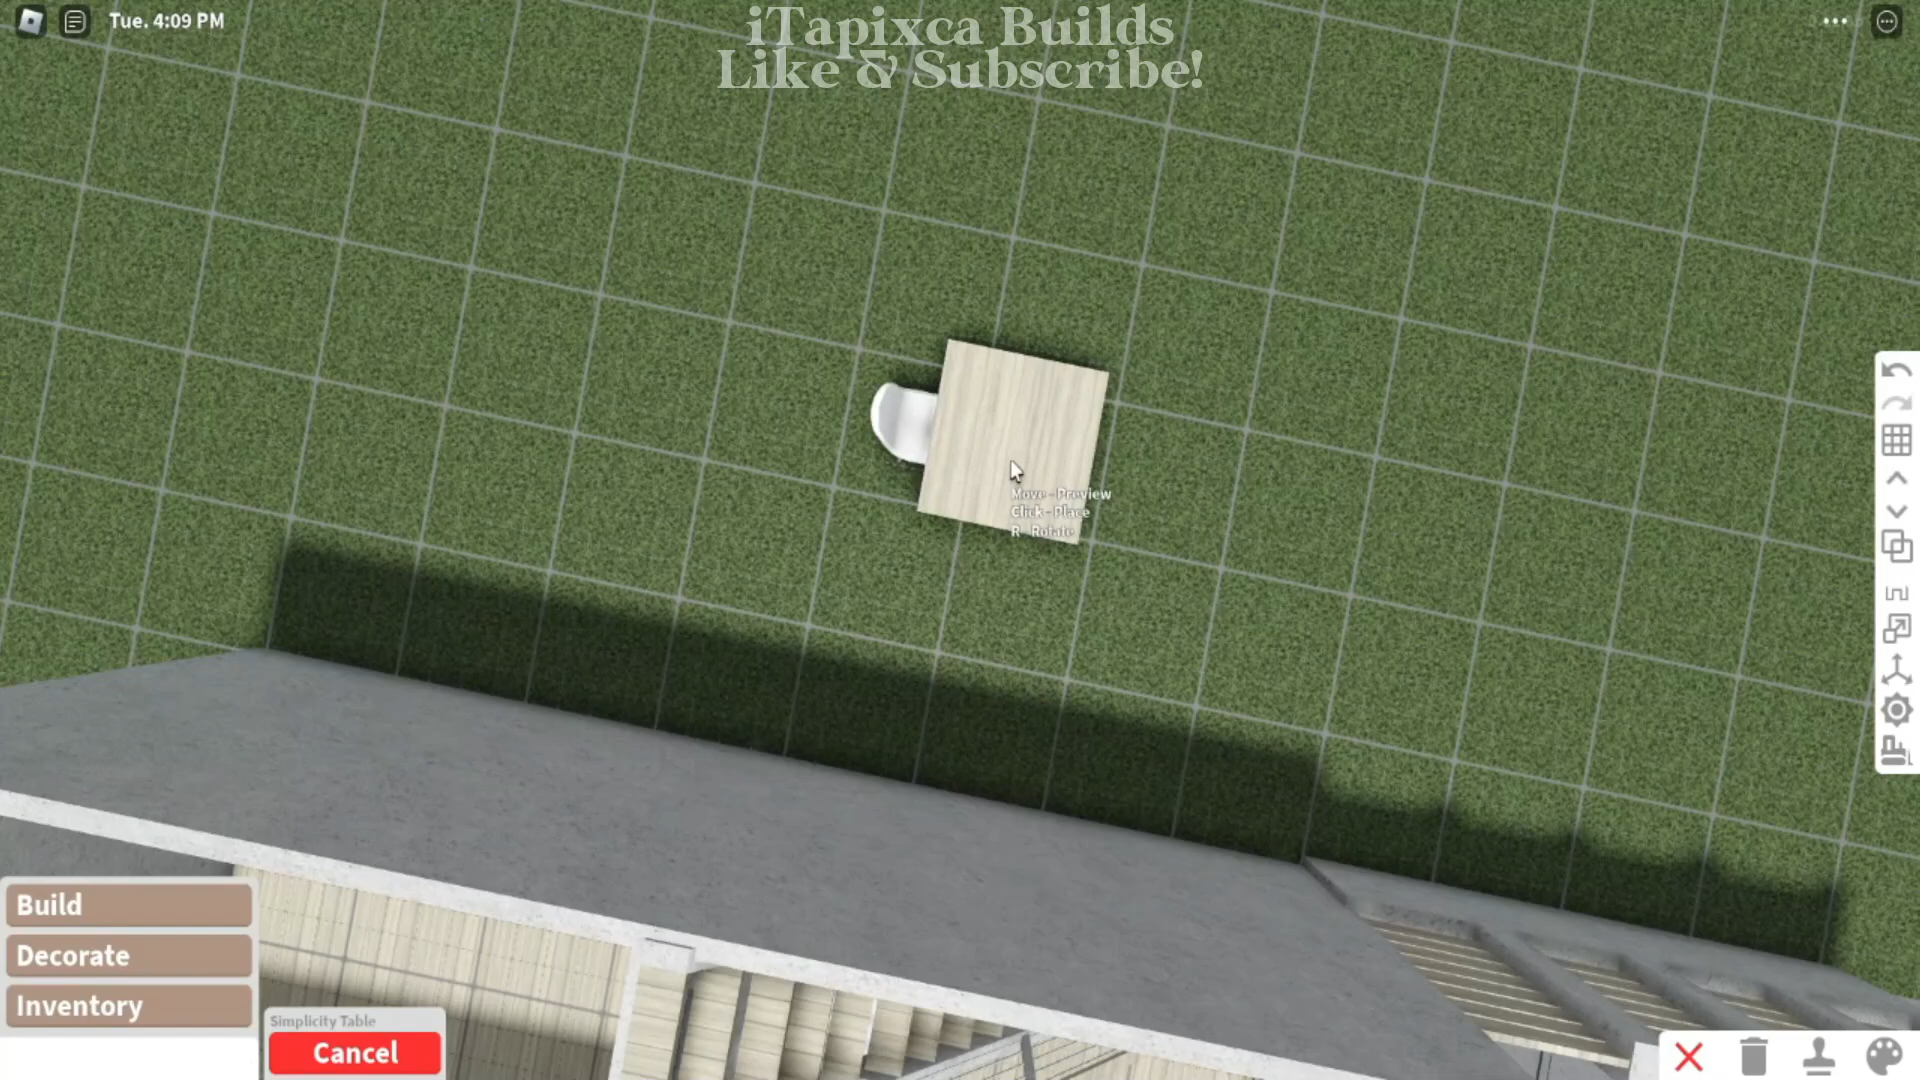 Tue. 4:09 PM
iTapixca Builds
Like & Subscribe!
Move - Preview
Click - Place
R - Rotate
Build
Decorate
Inventory
Simplicity Table
Cancel